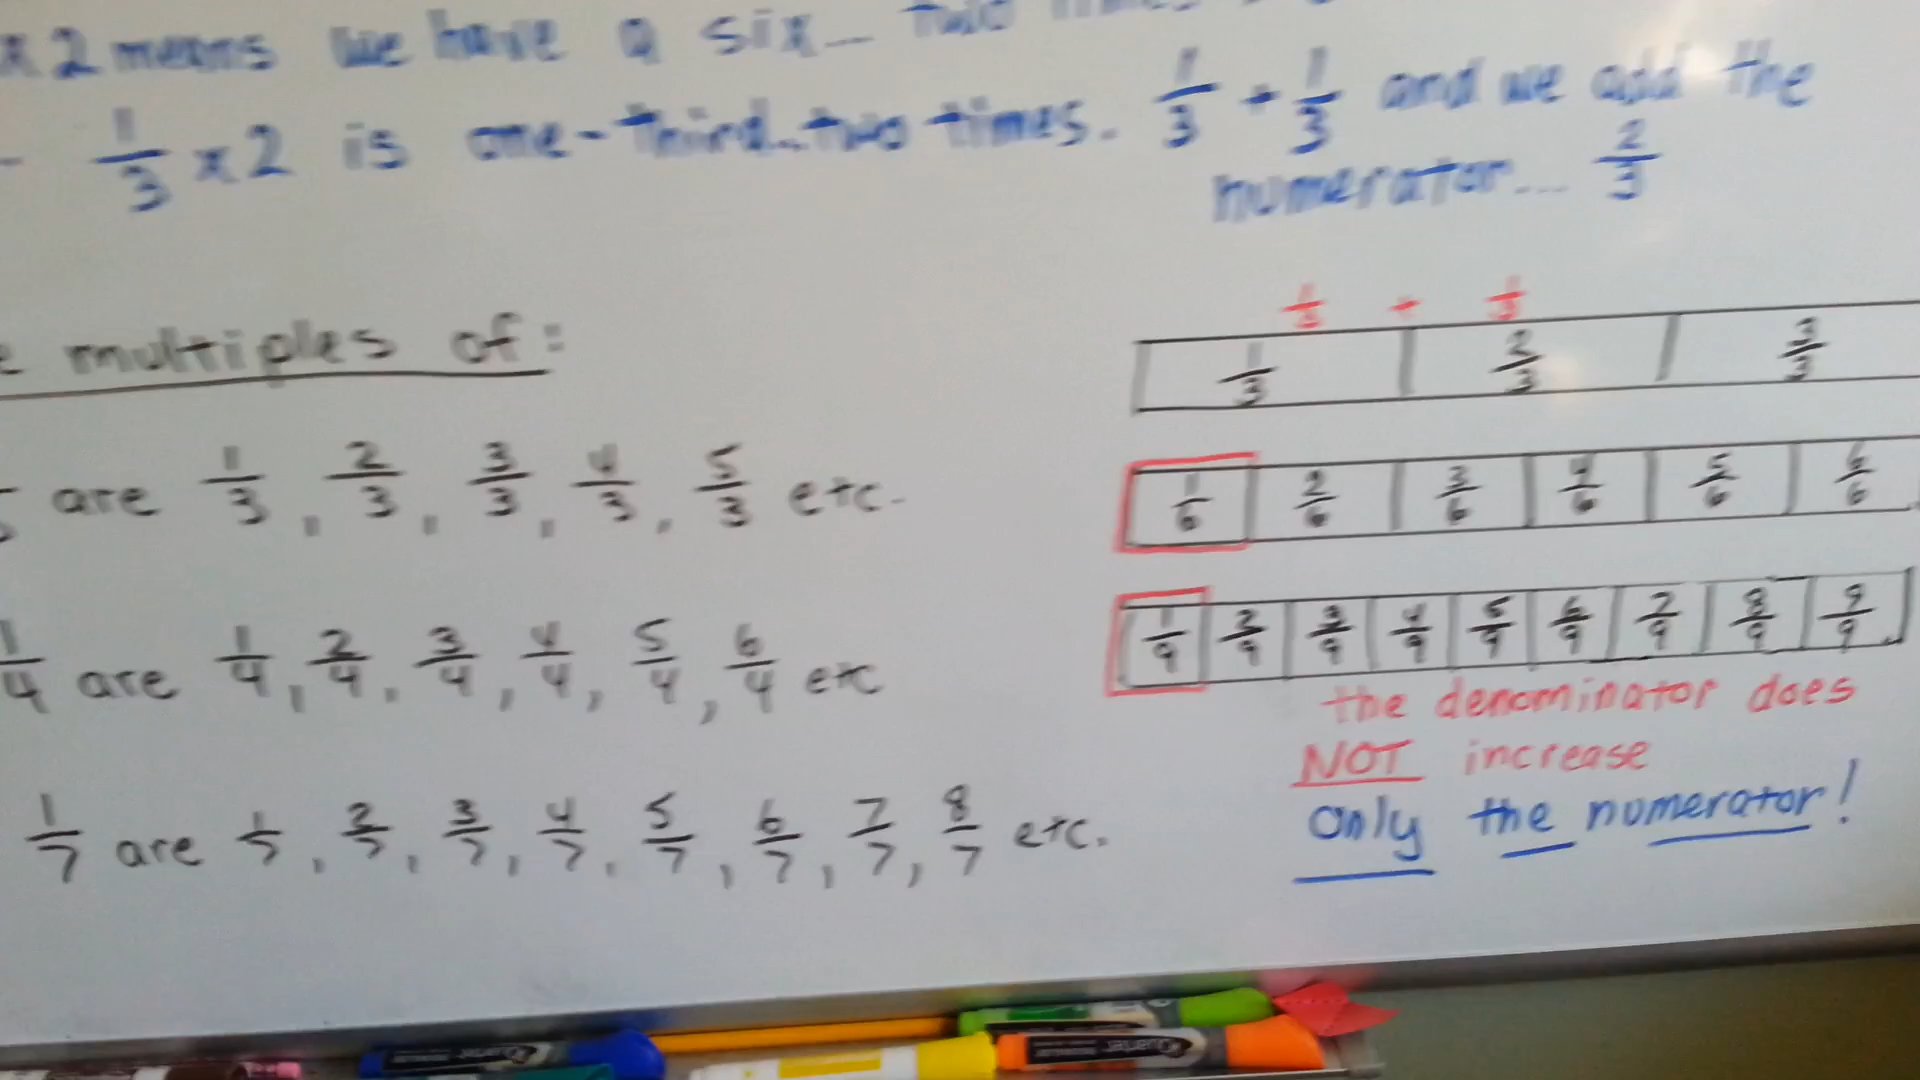 x 2 means we have a six... two times
- 1/3 x 2 is one-third...two times. 1/3 + 1/3 and we add the
numerator... 2/3
multiples of:
are 1/3, 2/3, 3/3, 4/3, 5/3 etc.
1/4 are 1/4, 2/4, 3/4, 4/4, 5/4, 6/4 etc
1/7 are 1/7, 2/7, 3/7, 4/7, 5/7, 6/7, 7/7, 8/7 etc.
1/3 + 1/3
1/3 2/3 3/3
1/6 2/6 3/6 4/6 5/6 6/6
1/9 2/9 3/9 4/9 5/9 6/9 7/9 8/9 9/9
the denominator does
NOT increase
only the numerator!
Quartet
Quartet